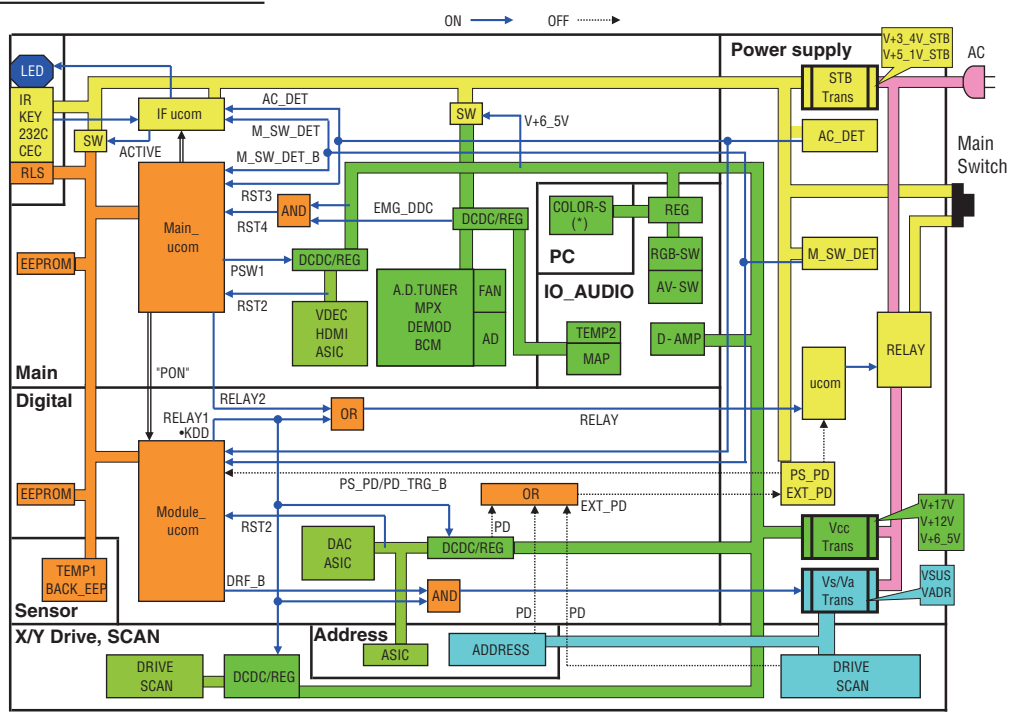 ON
OFF
Power supply
V+3_4V_STB
V+5_1V_STB
AC
LED
STB
Trans
IR
KEY
232C
CEC
RLS
SW
IF ucom
AC_DET
SW
V+6_5V
M_SW_DET
M_SW_DET_B
ACTIVE
AC_DET
Main
Switch
RST3
RST4
AND
EMG_DDC
DCDC/REG
COLOR-S
(*)
REG
PC
Main_
ucom
EEPROM
PSW1
DCDC/REG
RST2
RGB-SW
AV-SW
IO_AUDIO
M_SW_DET
VDEC
HDMI
ASIC
A.D.TUNER
MPX
DEMOD
BCM
FAN
AD
TEMP2
MAP
D-AMP
RELAY
ucom
Main
"PON"
Digital
RELAY2
RELAY1
•KDD
OR
RELAY
PS_PD/PD_TRG_B
PS_PD
EXT_PD
EEPROM
Module_
ucom
OR
EXT_PD
PD
RST2
DAC
ASIC
DCDC/REG
Vcc
Trans
V+17V
V+12V
V+6_5V
TEMP1
BACK_EEP
Sensor
DRF_B
AND
Vs/Va
Trans
VSUS
VADR
PD
PD
X/Y Drive, SCAN
Address
ASIC
ADDRESS
DRIVE
SCAN
DCDC/REG
DRIVE
SCAN